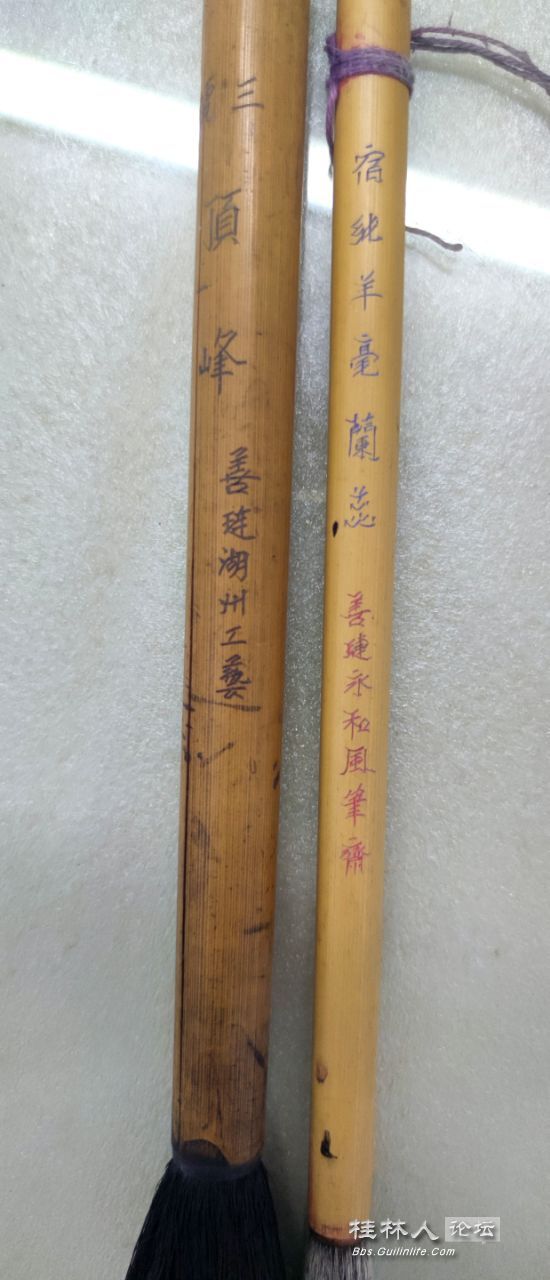 三
頂峰
善琏湖州工藝
宿純羊毫蘭蕊
善璉永和風筆齋
桂林人论坛
Bbs.Guilinlife.com